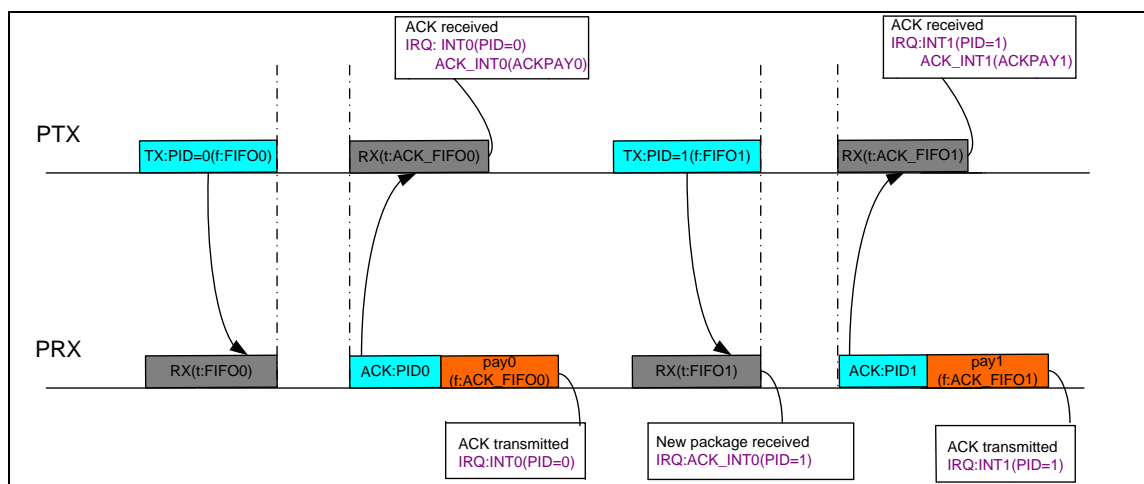 ACK received
IRQ: INT0(PID=0)
ACK_INT0(ACKPAY0)
ACK received
IRQ:INT1(PID=1)
ACK_INT1(ACKPAY1)
PTX
TX:PID=0(f:FIFO0)
RX(t:ACK_FIFO0)
TX:PID=1(f:FIFO1)
RX(t:ACK_FIFO1)
PRX
RX(t:FIFO0)
ACK:PID0
pay0
(f:ACK_FIFO0)
RX(t:FIFO1)
ACK:PID1
pay1
(f:ACK_FIFO1)
ACK transmitted
IRQ:INT0(PID=0)
New package received
IRQ:ACK_INT0(PID=1)
ACK transmitted
IRQ:INT1(PID=1)